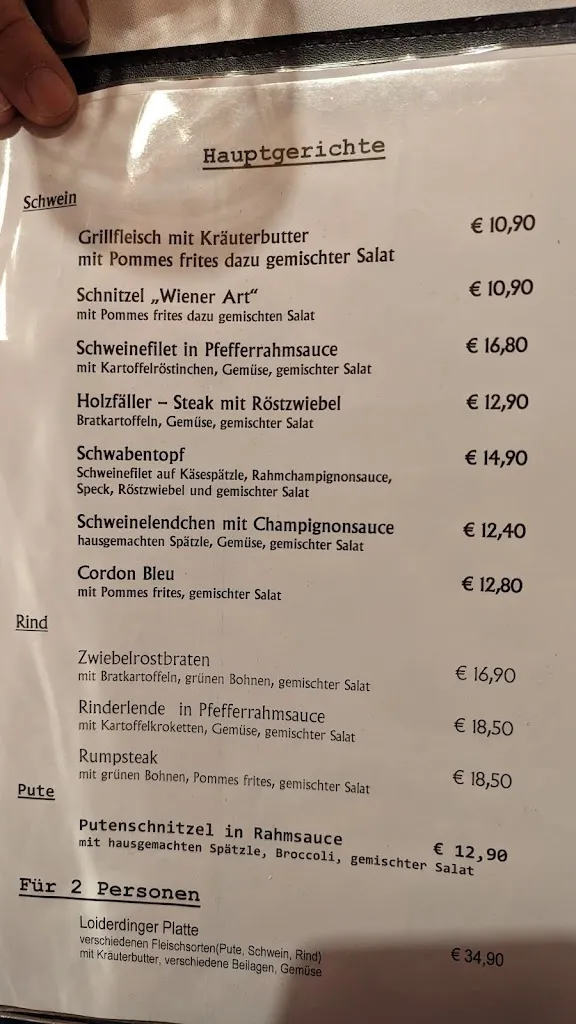 Hauptgerichte
Schwein
Grillfleisch mit Kräuterbutter € 10,90
mit Pommes frites dazu gemischter Salat
Schnitzel „Wiener Art“ € 10,90
mit Pommes frites dazu gemischten Salat
Schweinefilet in Pfefferrahmsauce € 16,80
mit Kartoffelröstinchen, Gemüse, gemischter Salat
Holzfäller – Steak mit Röstzwiebel € 12,90
Bratkartoffeln, Gemüse, gemischter Salat
Schwabentopf € 14,90
Schweinefilet auf Käsespätzle, Rahmchampignonsauce,
Speck, Röstzwiebel und gemischter Salat
Schweinelendchen mit Champignonsauce € 12,40
hausgemachten Spätzle, Gemüse, gemischter Salat
Cordon Bleu € 12,80
mit Pommes frites, gemischter Salat
Rind
Zwiebelrostbraten € 16,90
mit Bratkartoffeln, grünen Bohnen, gemischter Salat
Rinderlende in Pfefferrahmsauce € 18,50
mit Kartoffelkroketten, Gemüse, gemischter Salat
Rumpsteak € 18,50
mit grünen Bohnen, Pommes frites, gemischter Salat
Pute
Putenschnitzel in Rahmsauce € 12,90
mit hausgemachten Spätzle, Broccoli, gemischter Salat
Für 2 Personen
Loiderdinger Platte € 34,90
verschiedenen Fleischsorten(Pute, Schwein, Rind)
mit Kräuterbutter, verschiedene Beilagen, Gemüse